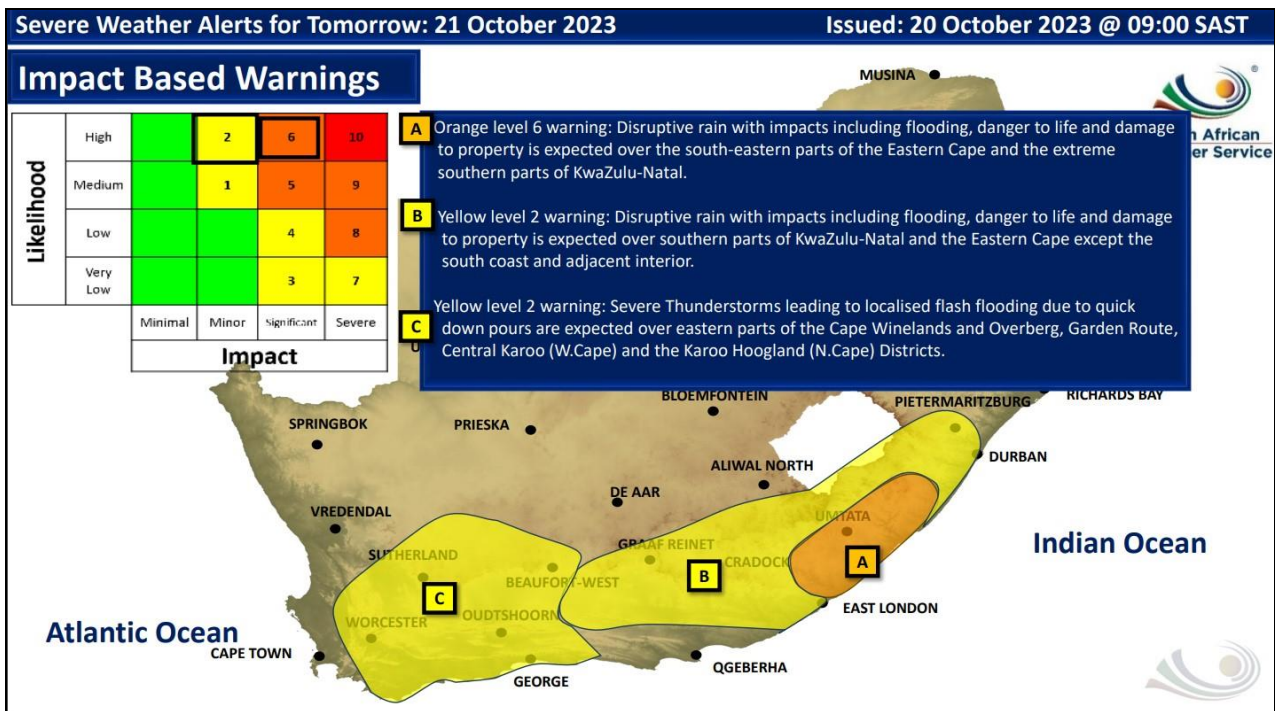 Severe Weather Alerts for Tomorrow: 21 October 2023
Issued: 20 October 2023 @ 09:00 SAST
Impact Based Warnings
Likelihood
High 2 6 10
Medium 1 5 9
Low 4 8
Very
Low 3 7
Minimal Minor Significant Severe
Impact
A
Orange level 6 warning: Disruptive rain with impacts including flooding, danger to life and damage
to property is expected over the south-eastern parts of the Eastern Cape and the extreme
southern parts of KwaZulu-Natal.
B
Yellow level 2 warning: Disruptive rain with impacts including flooding, danger to life and damage
to property is expected over southern parts of KwaZulu-Natal and the Eastern Cape except the
south coast and adjacent interior.
C
Yellow level 2 warning: Severe Thunderstorms leading to localised flash flooding due to quick
down pours are expected over eastern parts of the Cape Winelands and Overberg, Garden Route,
Central Karoo (W.Cape) and the Karoo Hoogland (N.Cape) Districts.
®
African
Service
MUSINA
BLOEMFONTEIN
PIETERMARITZBURG
RICHARDS BAY
SPRINGBOK
PRIESKA
DURBAN
ALIWAL NORTH
DE AAR
VREDENDAL
UMTATA
GRAAF REINET
SUTHERLAND
CRADOCK
A
Indian Ocean
BEAUFORT-WEST
B
C
EAST LONDON
OUDTSHOORN
WORCESTER
Atlantic Ocean
CAPE TOWN
QGEBERHA
GEORGE